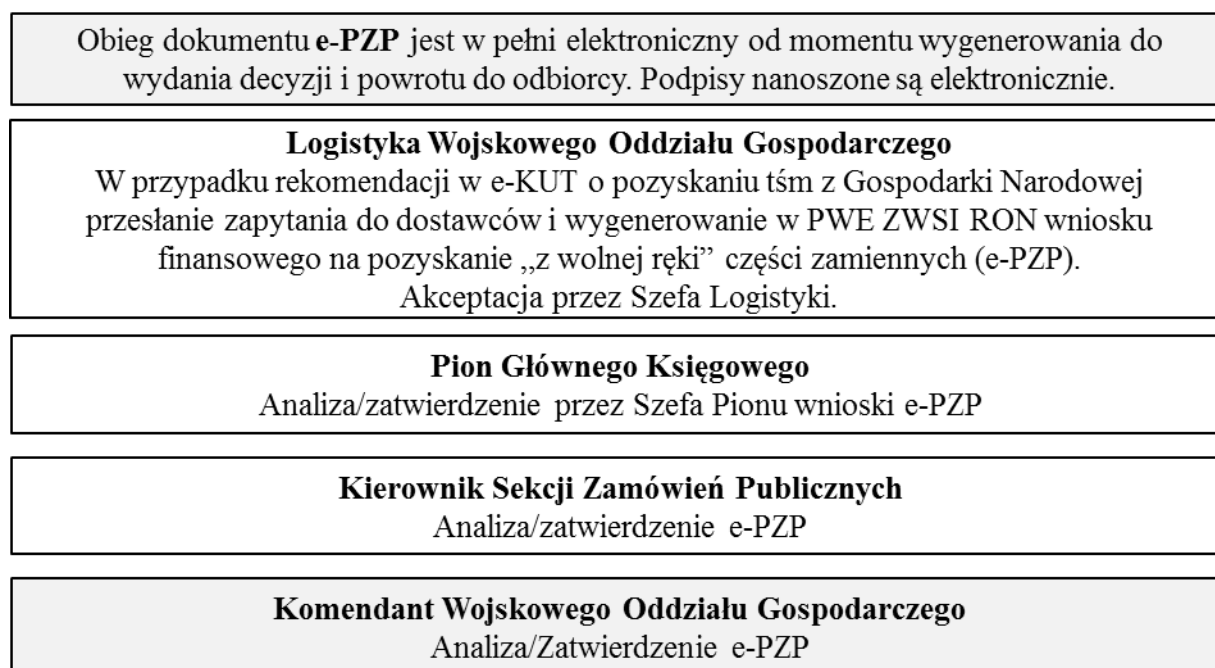 Obieg dokumentu e-PZP jest w pełni elektroniczny od momentu wygenerowania do
wydania decyzji i powrotu do odbiorcy. Podpisy nanoszone są elektronicznie.
Logistyka Wojskowego Oddziału Gospodarczego
W przypadku rekomendacji w e-KUT o pozyskaniu tśm z Gospodarki Narodowej
przesłanie zapytania do dostawców i wygenerowanie w PWE ZWSI RON wniosku
finansowego na pozyskanie „z wolnej ręki” części zamiennych (e-PZP).
Akceptacja przez Szefa Logistyki.
Pion Głównego Księgowego
Analiza/zatwierdzenie przez Szefa Pionu wnioski e-PZP
Kierownik Sekcji Zamówień Publicznych
Analiza/zatwierdzenie e-PZP
Komendant Wojskowego Oddziału Gospodarczego
Analiza/Zatwierdzenie e-PZP